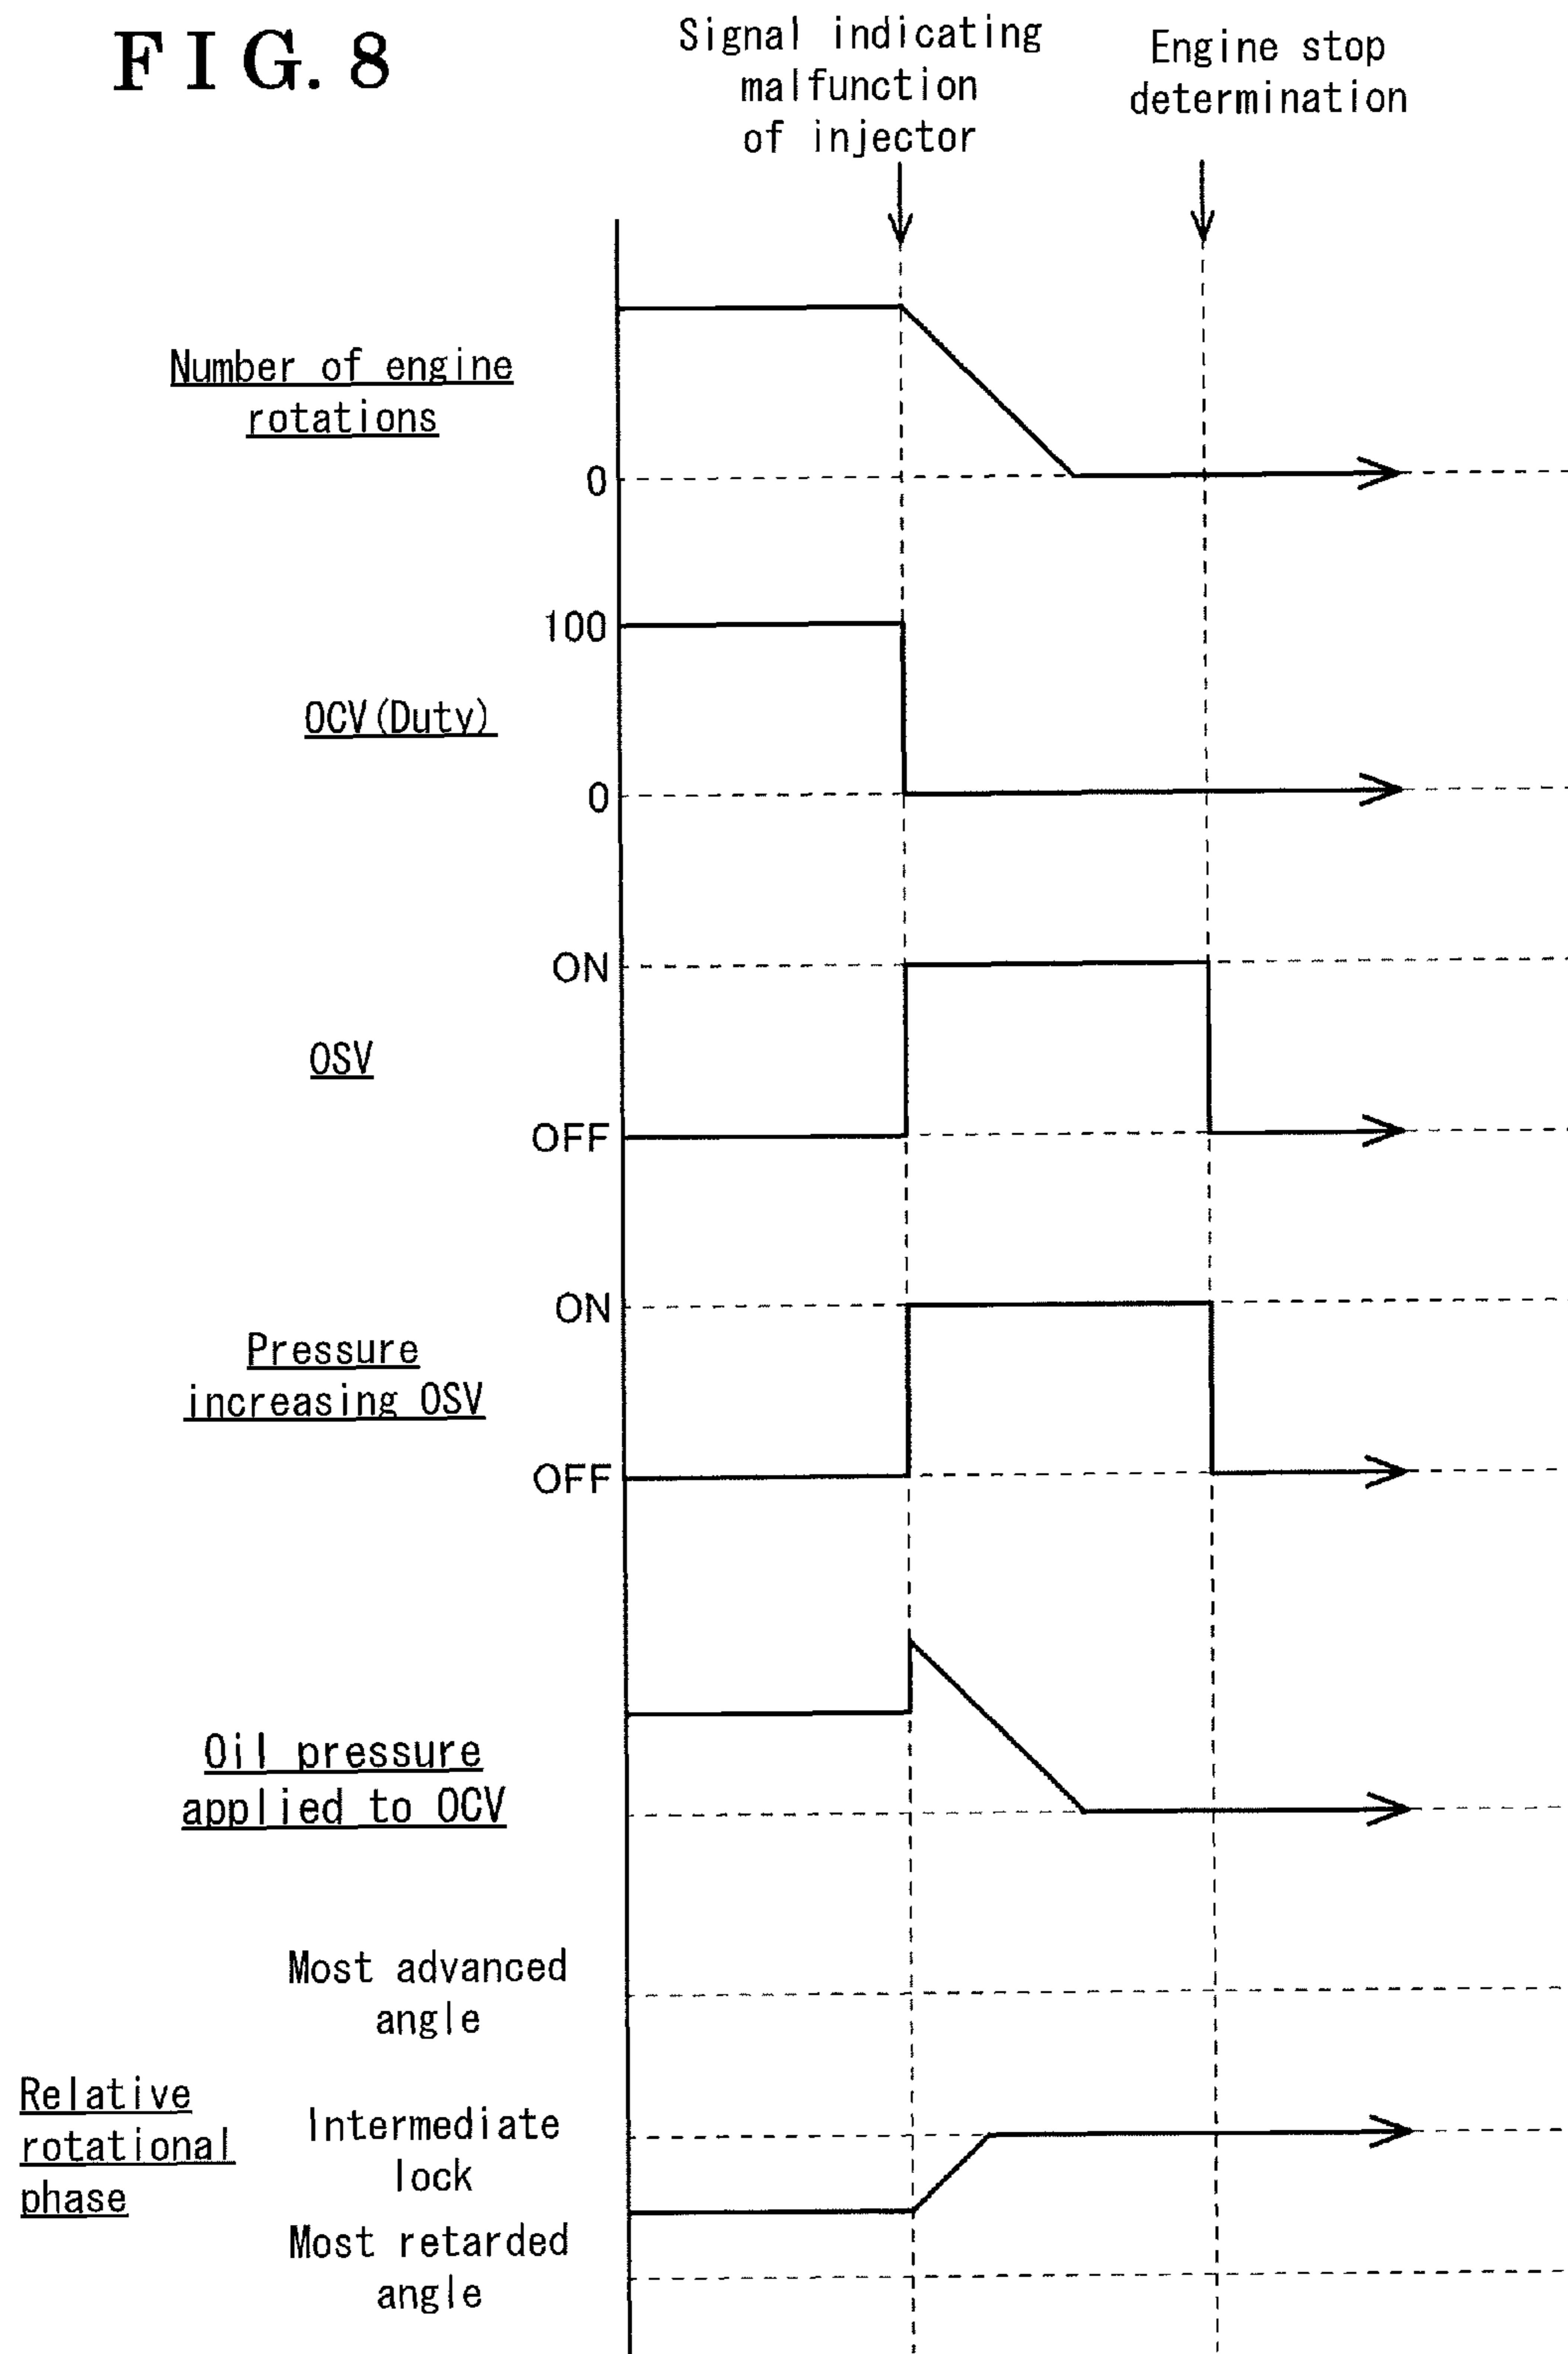 FIG. 8
Signal indicating
malfunction
of injector
Engine stop
determination
Number of engine
rotations
0
100
OCV(Duty)
0
ON
OSV
OFF
ON
Pressure
increasing OSV
OFF
Oil pressure
applied to OCV
Most advanced
angle
Relative
rotational
phase
Intermediate
lock
Most retarded
angle